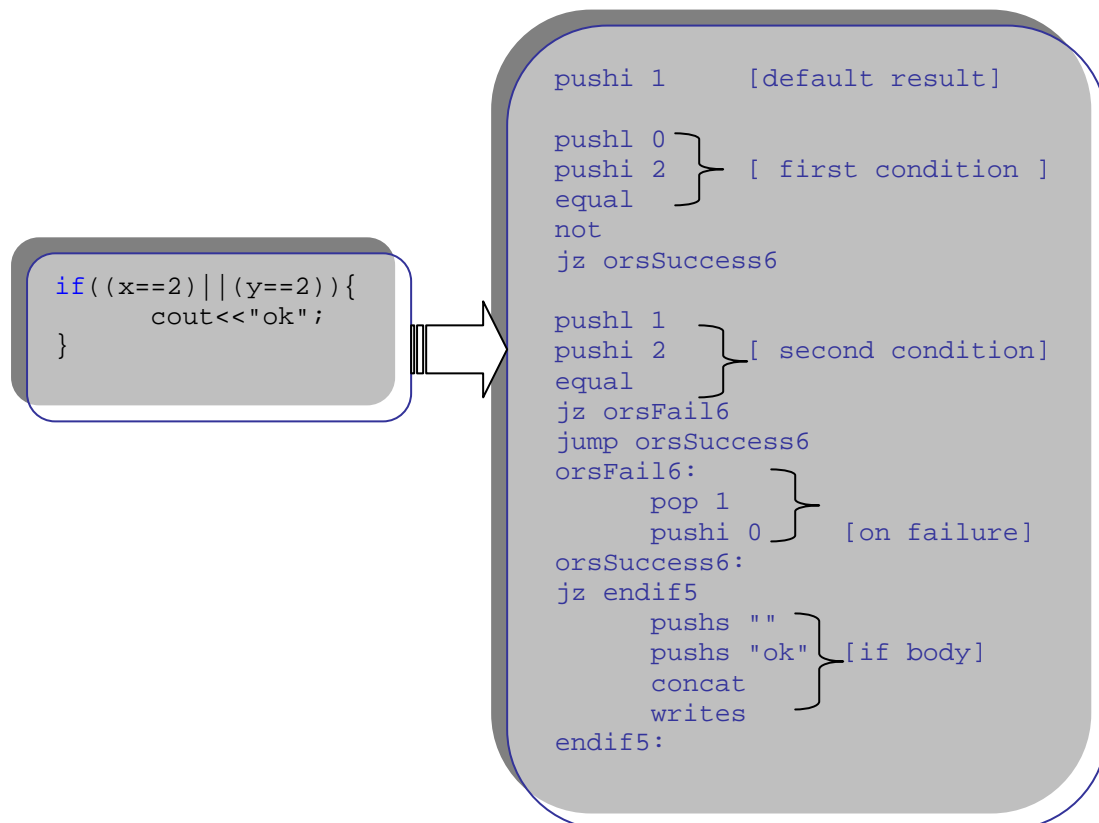 if((x==2)||(y==2)){
cout<<"ok";
}
pushi 1 [default result]
pushl 0
pushi 2 [ first condition ]
equal
not
jz orsSuccess6
pushl 1
pushi 2 [ second condition]
equal
jz orsFail6
jump orsSuccess6
orsFail6:
pop 1
pushi 0 [on failure]
orsSuccess6:
jz endif5
pushs ""
pushs "ok" [if body]
concat
writes
endif5: